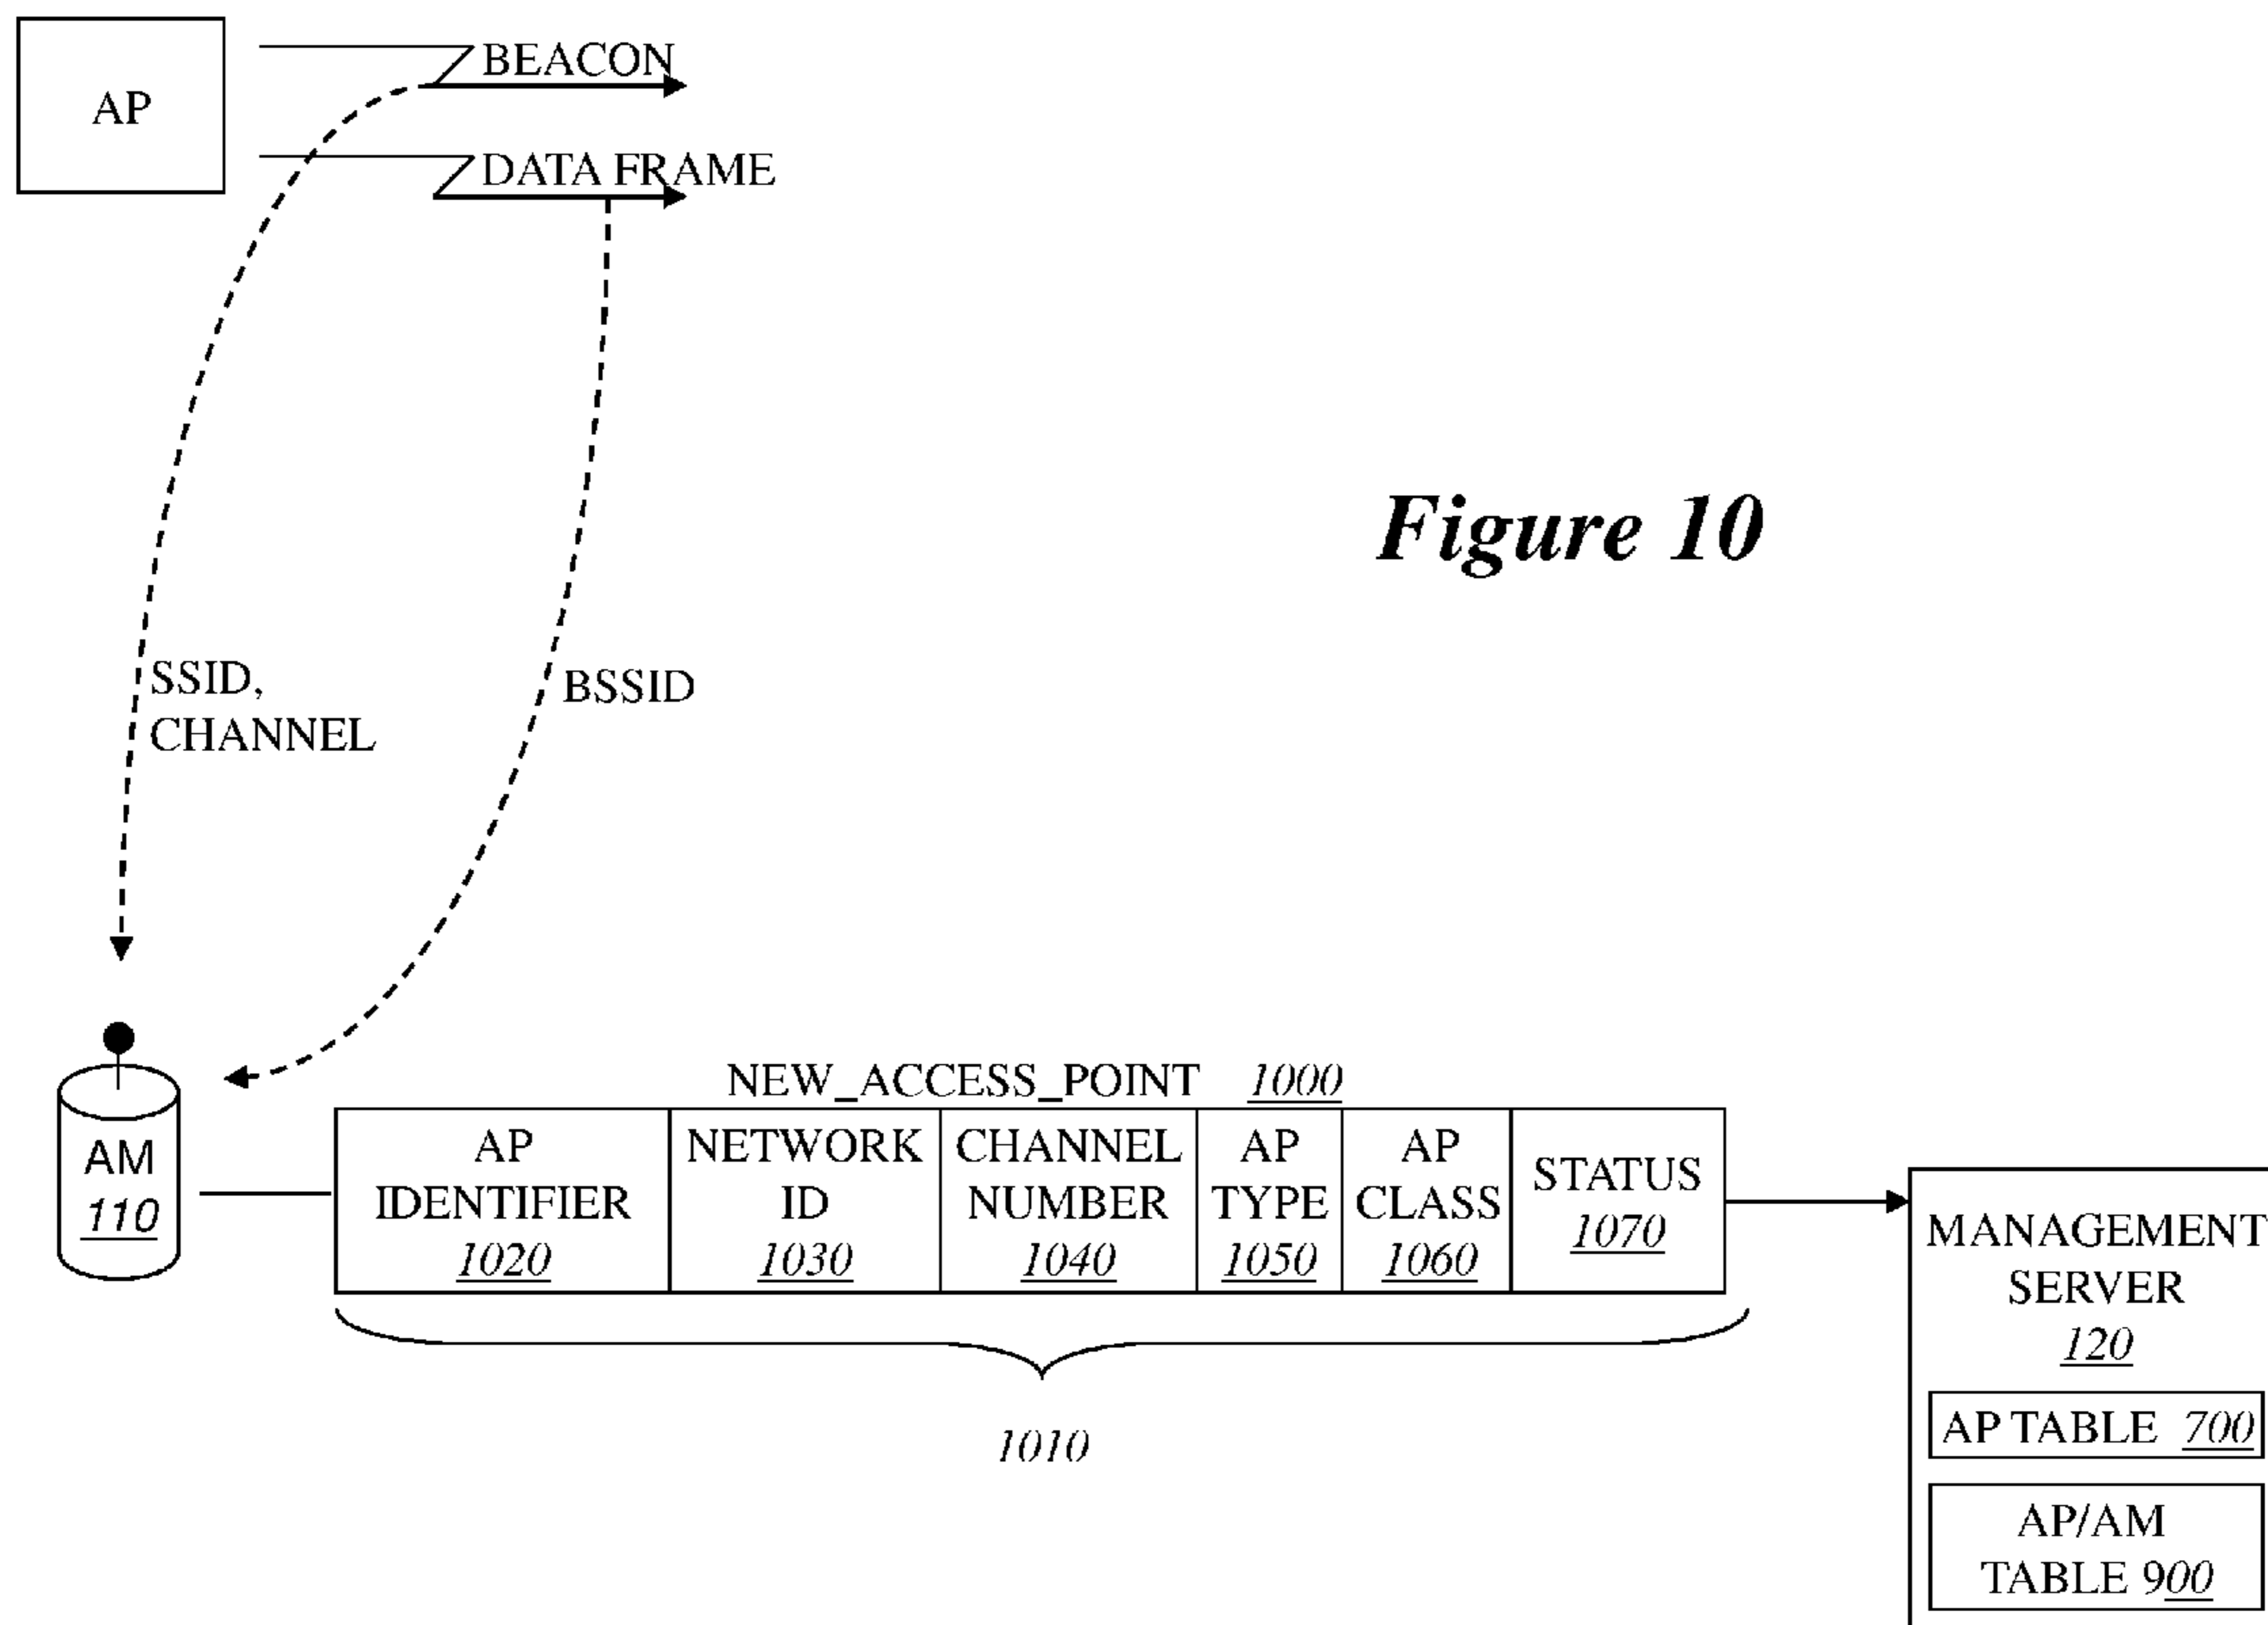 AP
BEACON
DATA FRAME
Figure 10
SSID,
CHANNEL
BSSID
NEW_ACCESS_POINT 1000
AM
110
AP
IDENTIFIER
1020
NETWORK
ID
1030
CHANNEL
NUMBER
1040
AP
TYPE
1050
AP
CLASS
1060
STATUS
1070
1010
MANAGEMENT
SERVER
120
AP TABLE 700
AP/AM
TABLE 900